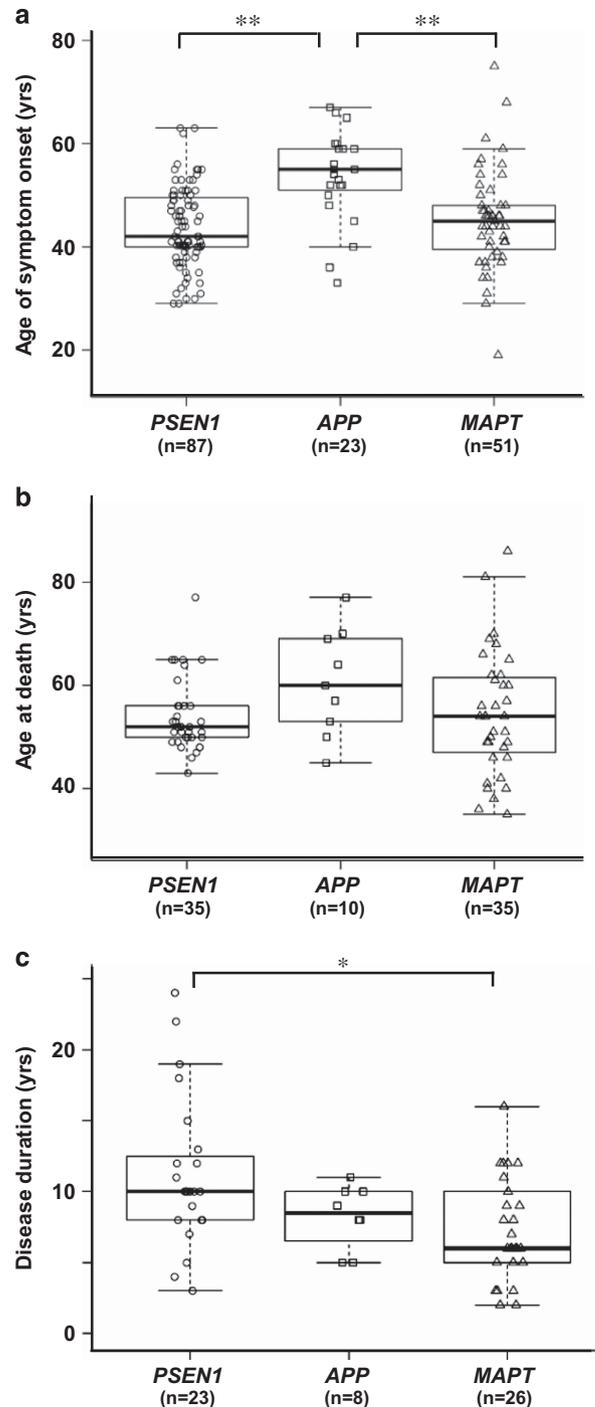 a
** **
Age of symptom onset (yrs)
80
60
40
20
PSEN1 APP MAPT
(n=87) (n=23) (n=51)
b
Age at death (yrs)
80
60
40
PSEN1 APP MAPT
(n=35) (n=10) (n=35)
c
*
Disease duration (yrs)
20
10
0
PSEN1 APP MAPT
(n=23) (n=8) (n=26)